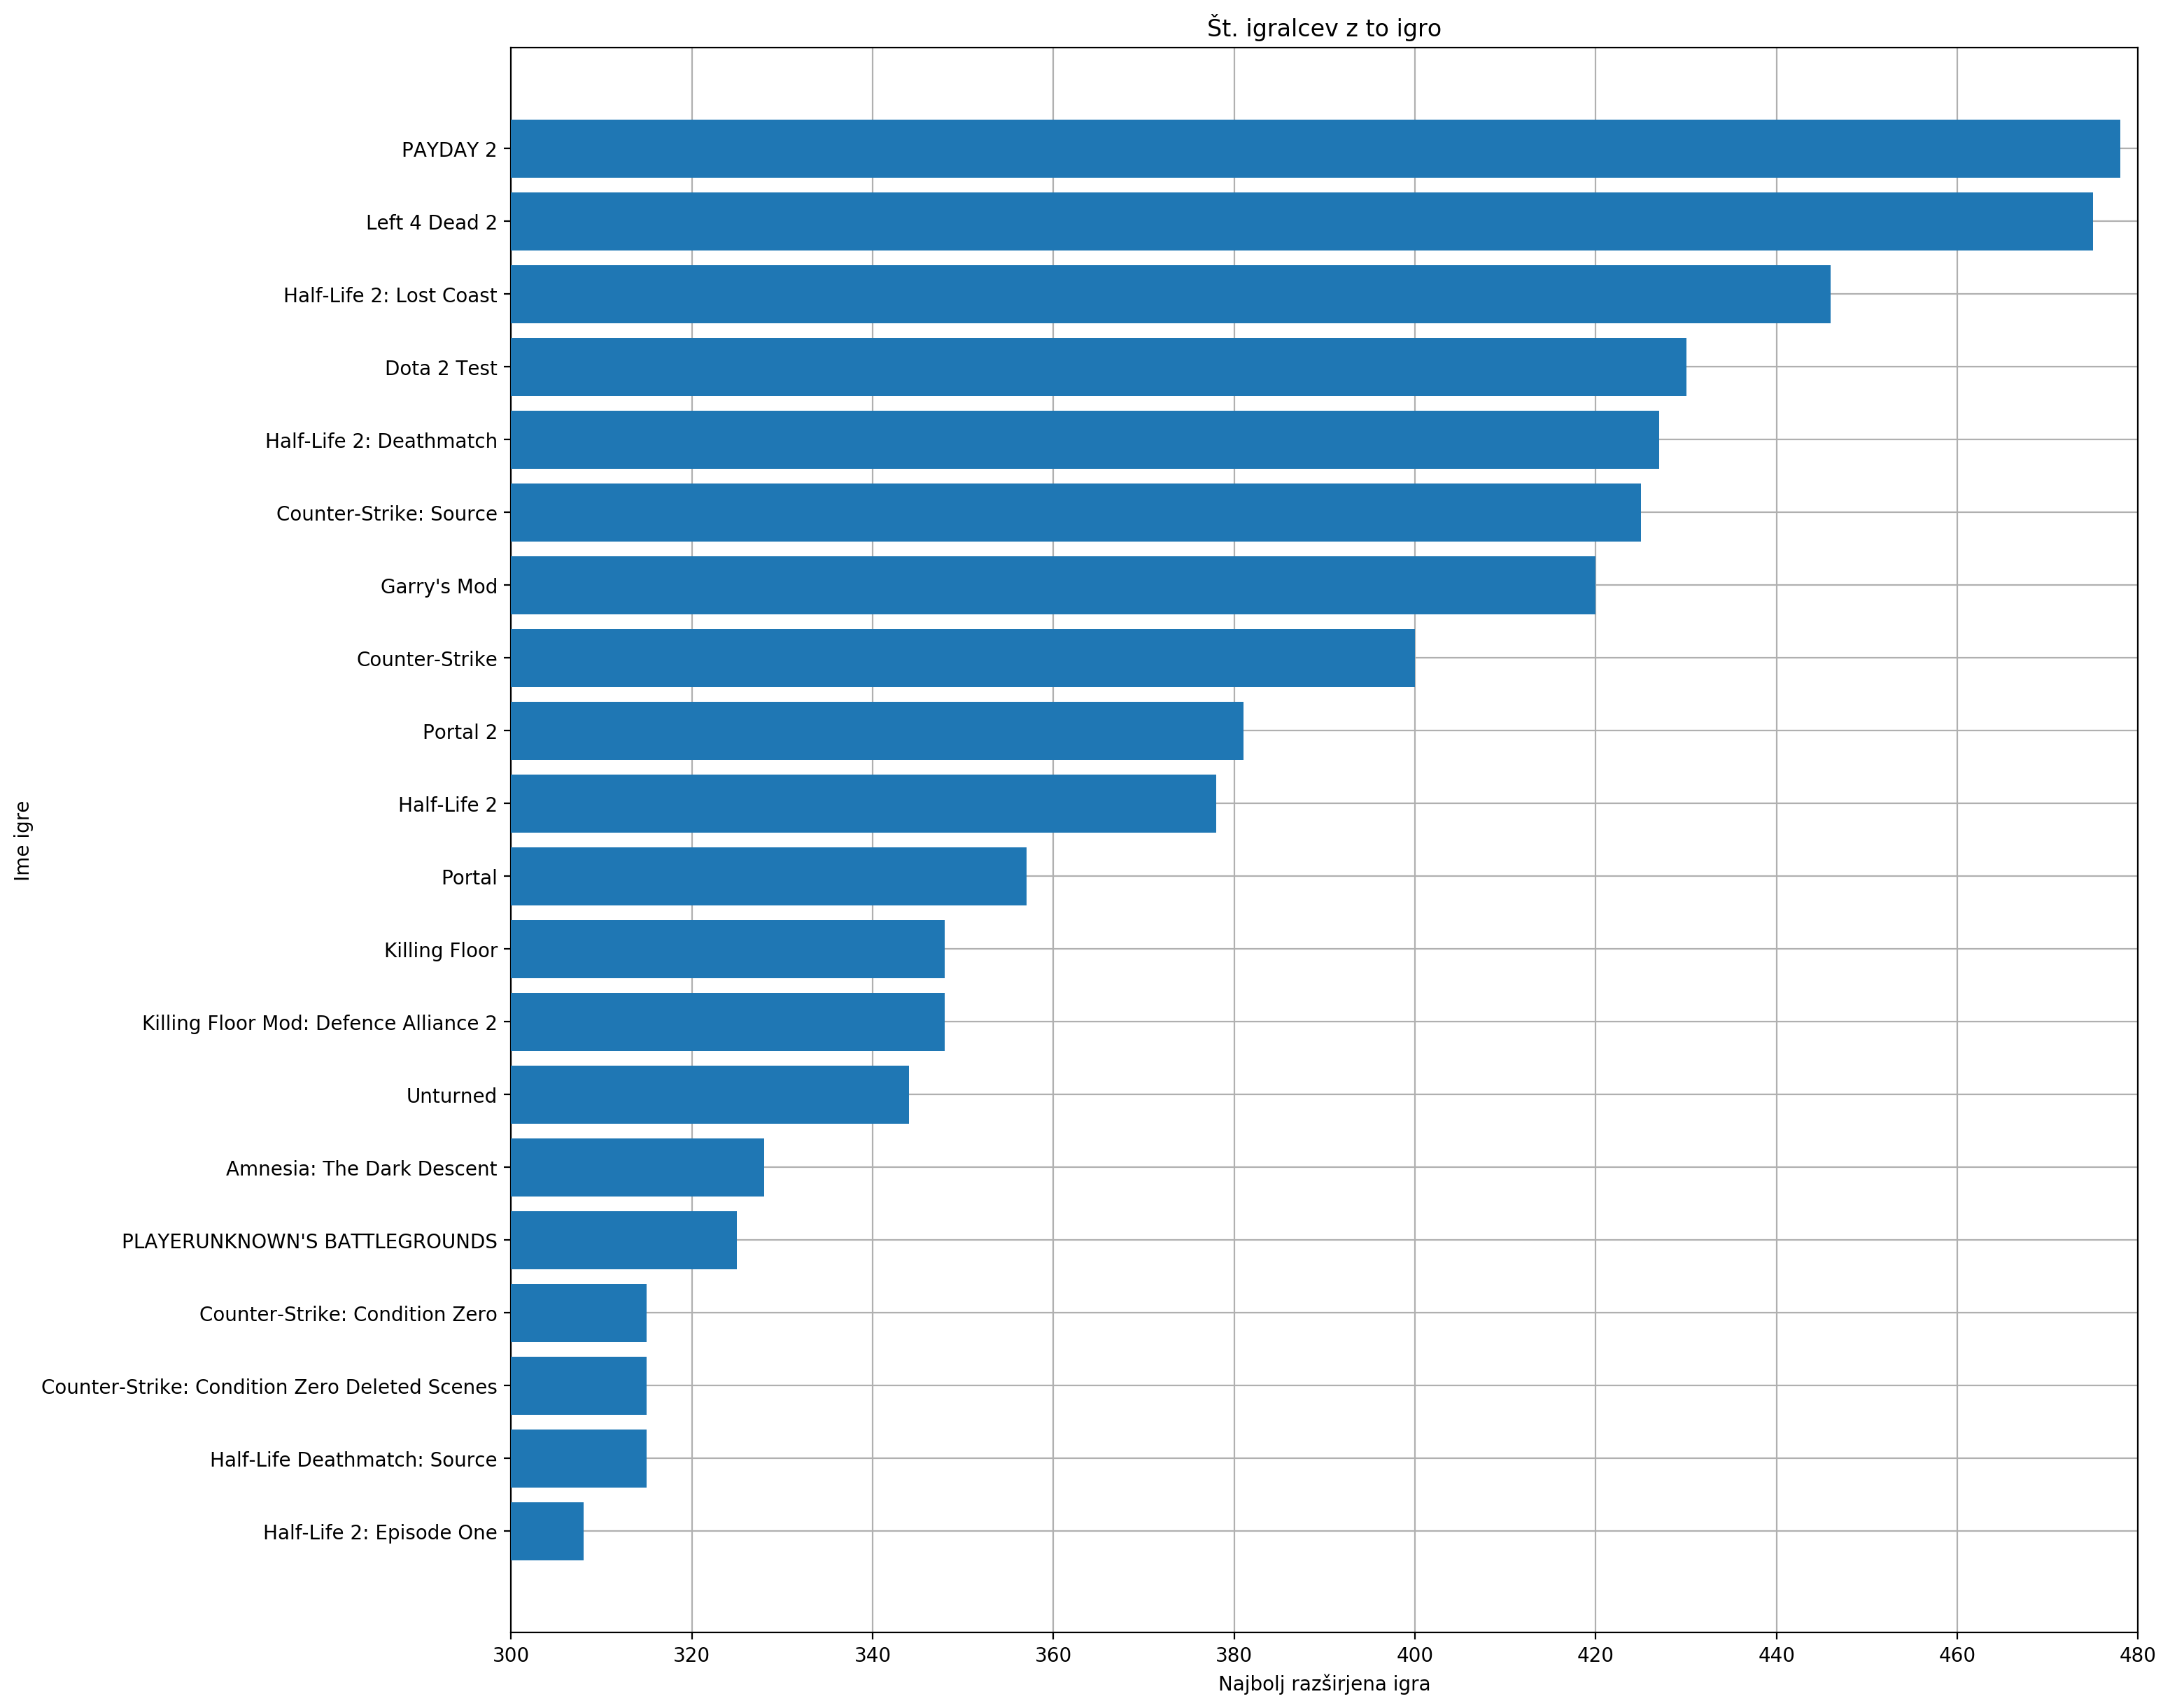 Št. igralcev z to igro
PAYDAY 2
Left 4 Dead 2
Half-Life 2: Lost Coast
Dota 2 Test
Half-Life 2: Deathmatch
Counter-Strike: Source
Garry's Mod
Counter-Strike
Portal 2
Half-Life 2
Portal
Killing Floor
Killing Floor Mod: Defence Alliance 2
Unturned
Amnesia: The Dark Descent
PLAYERUNKNOWN'S BATTLEGROUNDS
Counter-Strike: Condition Zero
Counter-Strike: Condition Zero Deleted Scenes
Half-Life Deathmatch: Source
Half-Life 2: Episode One
Ime igre
300 320 340 360 380 400 420 440 460 480
Najbolj razširjena igra